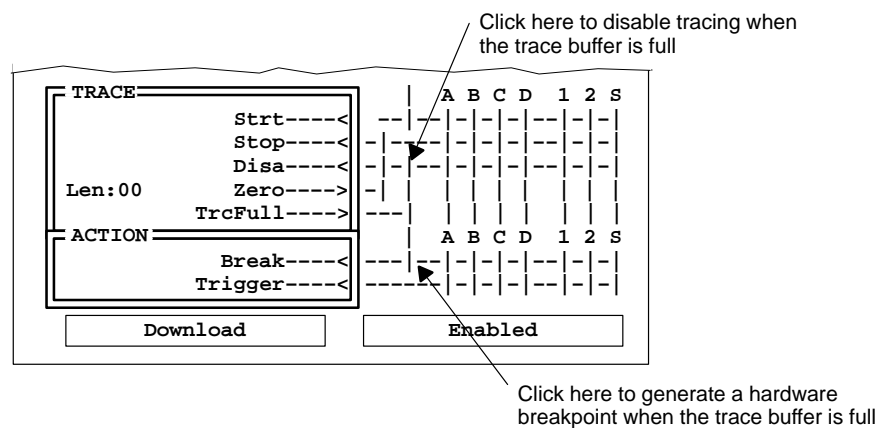 Click here to disable tracing when
the trace buffer is full
TRACE
A B C D 1 2 S
Strt----<
Stop----<
Disa----<
Len:00 Zero---->
TrcFull---->
ACTION
A B C D 1 2 S
Break----<
Trigger----<
Download
Enabled
Click here to generate a hardware
breakpoint when the trace buffer is full